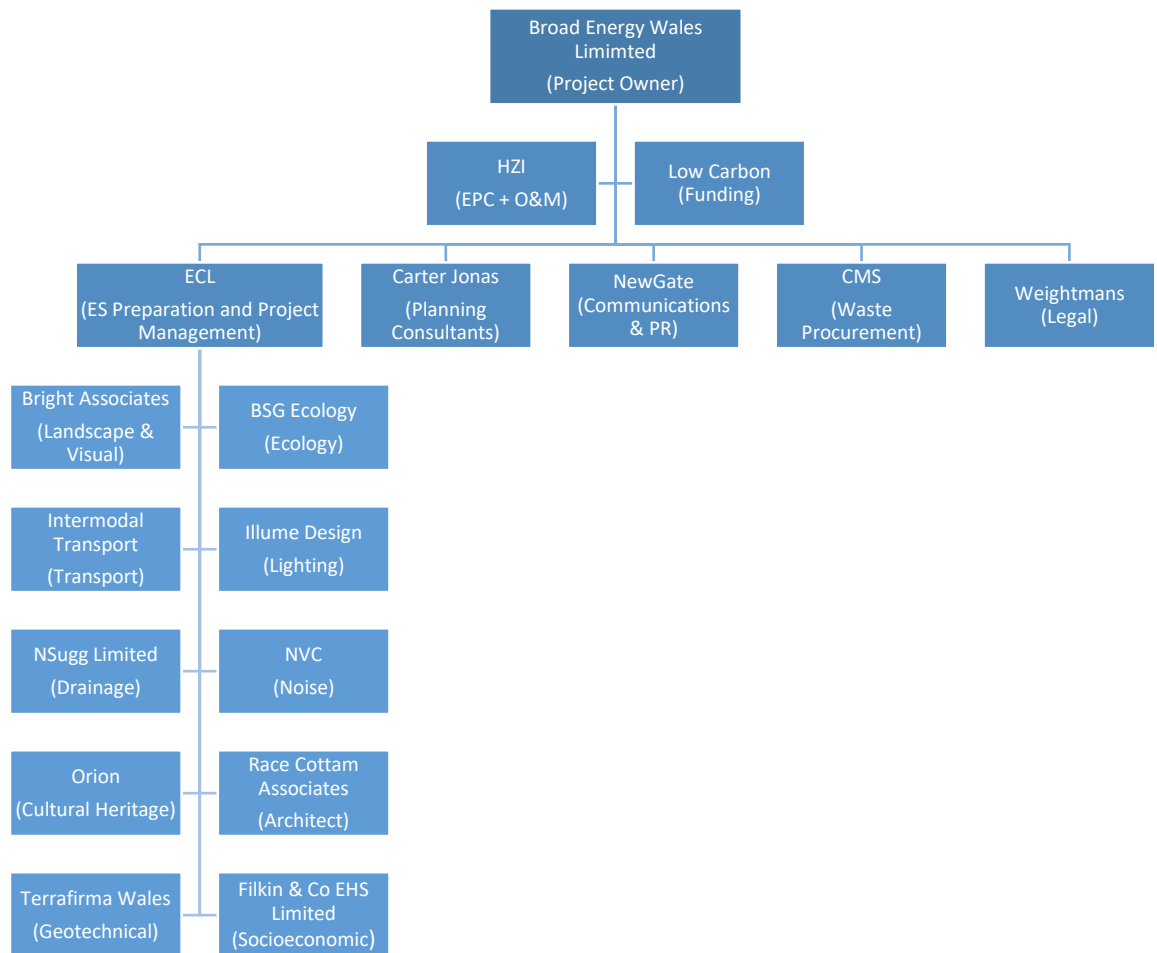 Broad Energy Wales
Limimted
(Project Owner)
HZI
(EPC + O&M)
Low Carbon
(Funding)
ECL
(ES Preparation and Project
Management)
Carter Jonas
(Planning
Consultants)
NewGate
(Communications
& PR)
CMS
(Waste
Procurement)
Weightmans
(Legal)
Bright Associates
(Landscape &
Visual)
BSG Ecology
(Ecology)
Intermodal
Transport
(Transport)
Illume Design
(Lighting)
NSugg Limited
(Drainage)
NVC
(Noise)
Orion
(Cultural Heritage)
Race Cottam
Associates
(Architect)
Terrafirma Wales
(Geotechnical)
Filkin & Co EHS
Limited
(Socioeconomic)